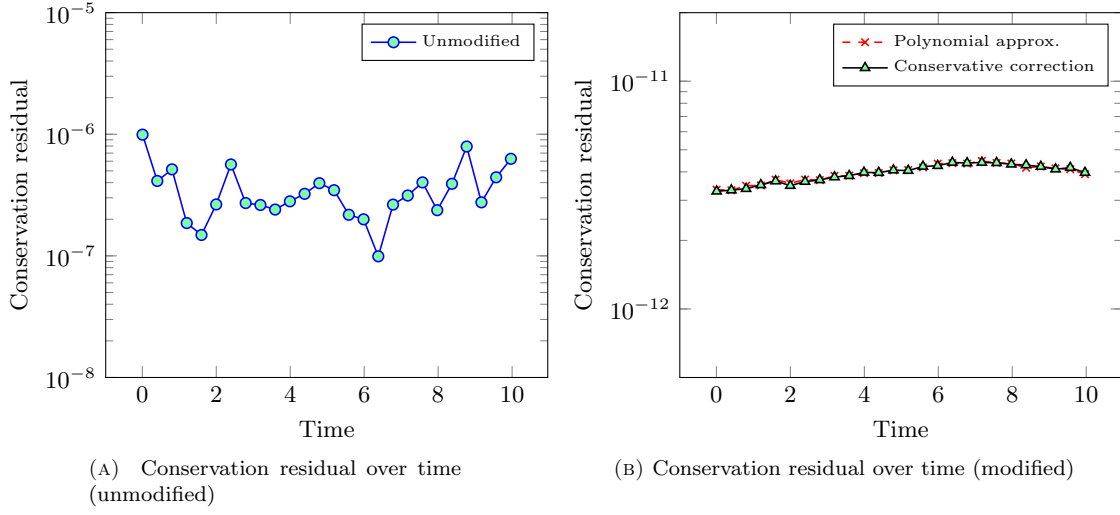 10^{-5}
10^{-6}
10^{-7}
10^{-8}
Conservation residual
Unmodified
0 2 4 6 8 10
Time
(A) Conservation residual over time
(unmodified)
10^{-11}
10^{-12}
Conservation residual
Polynomial approx.
Conservative correction
0 2 4 6 8 10
Time
(B) Conservation residual over time (modified)